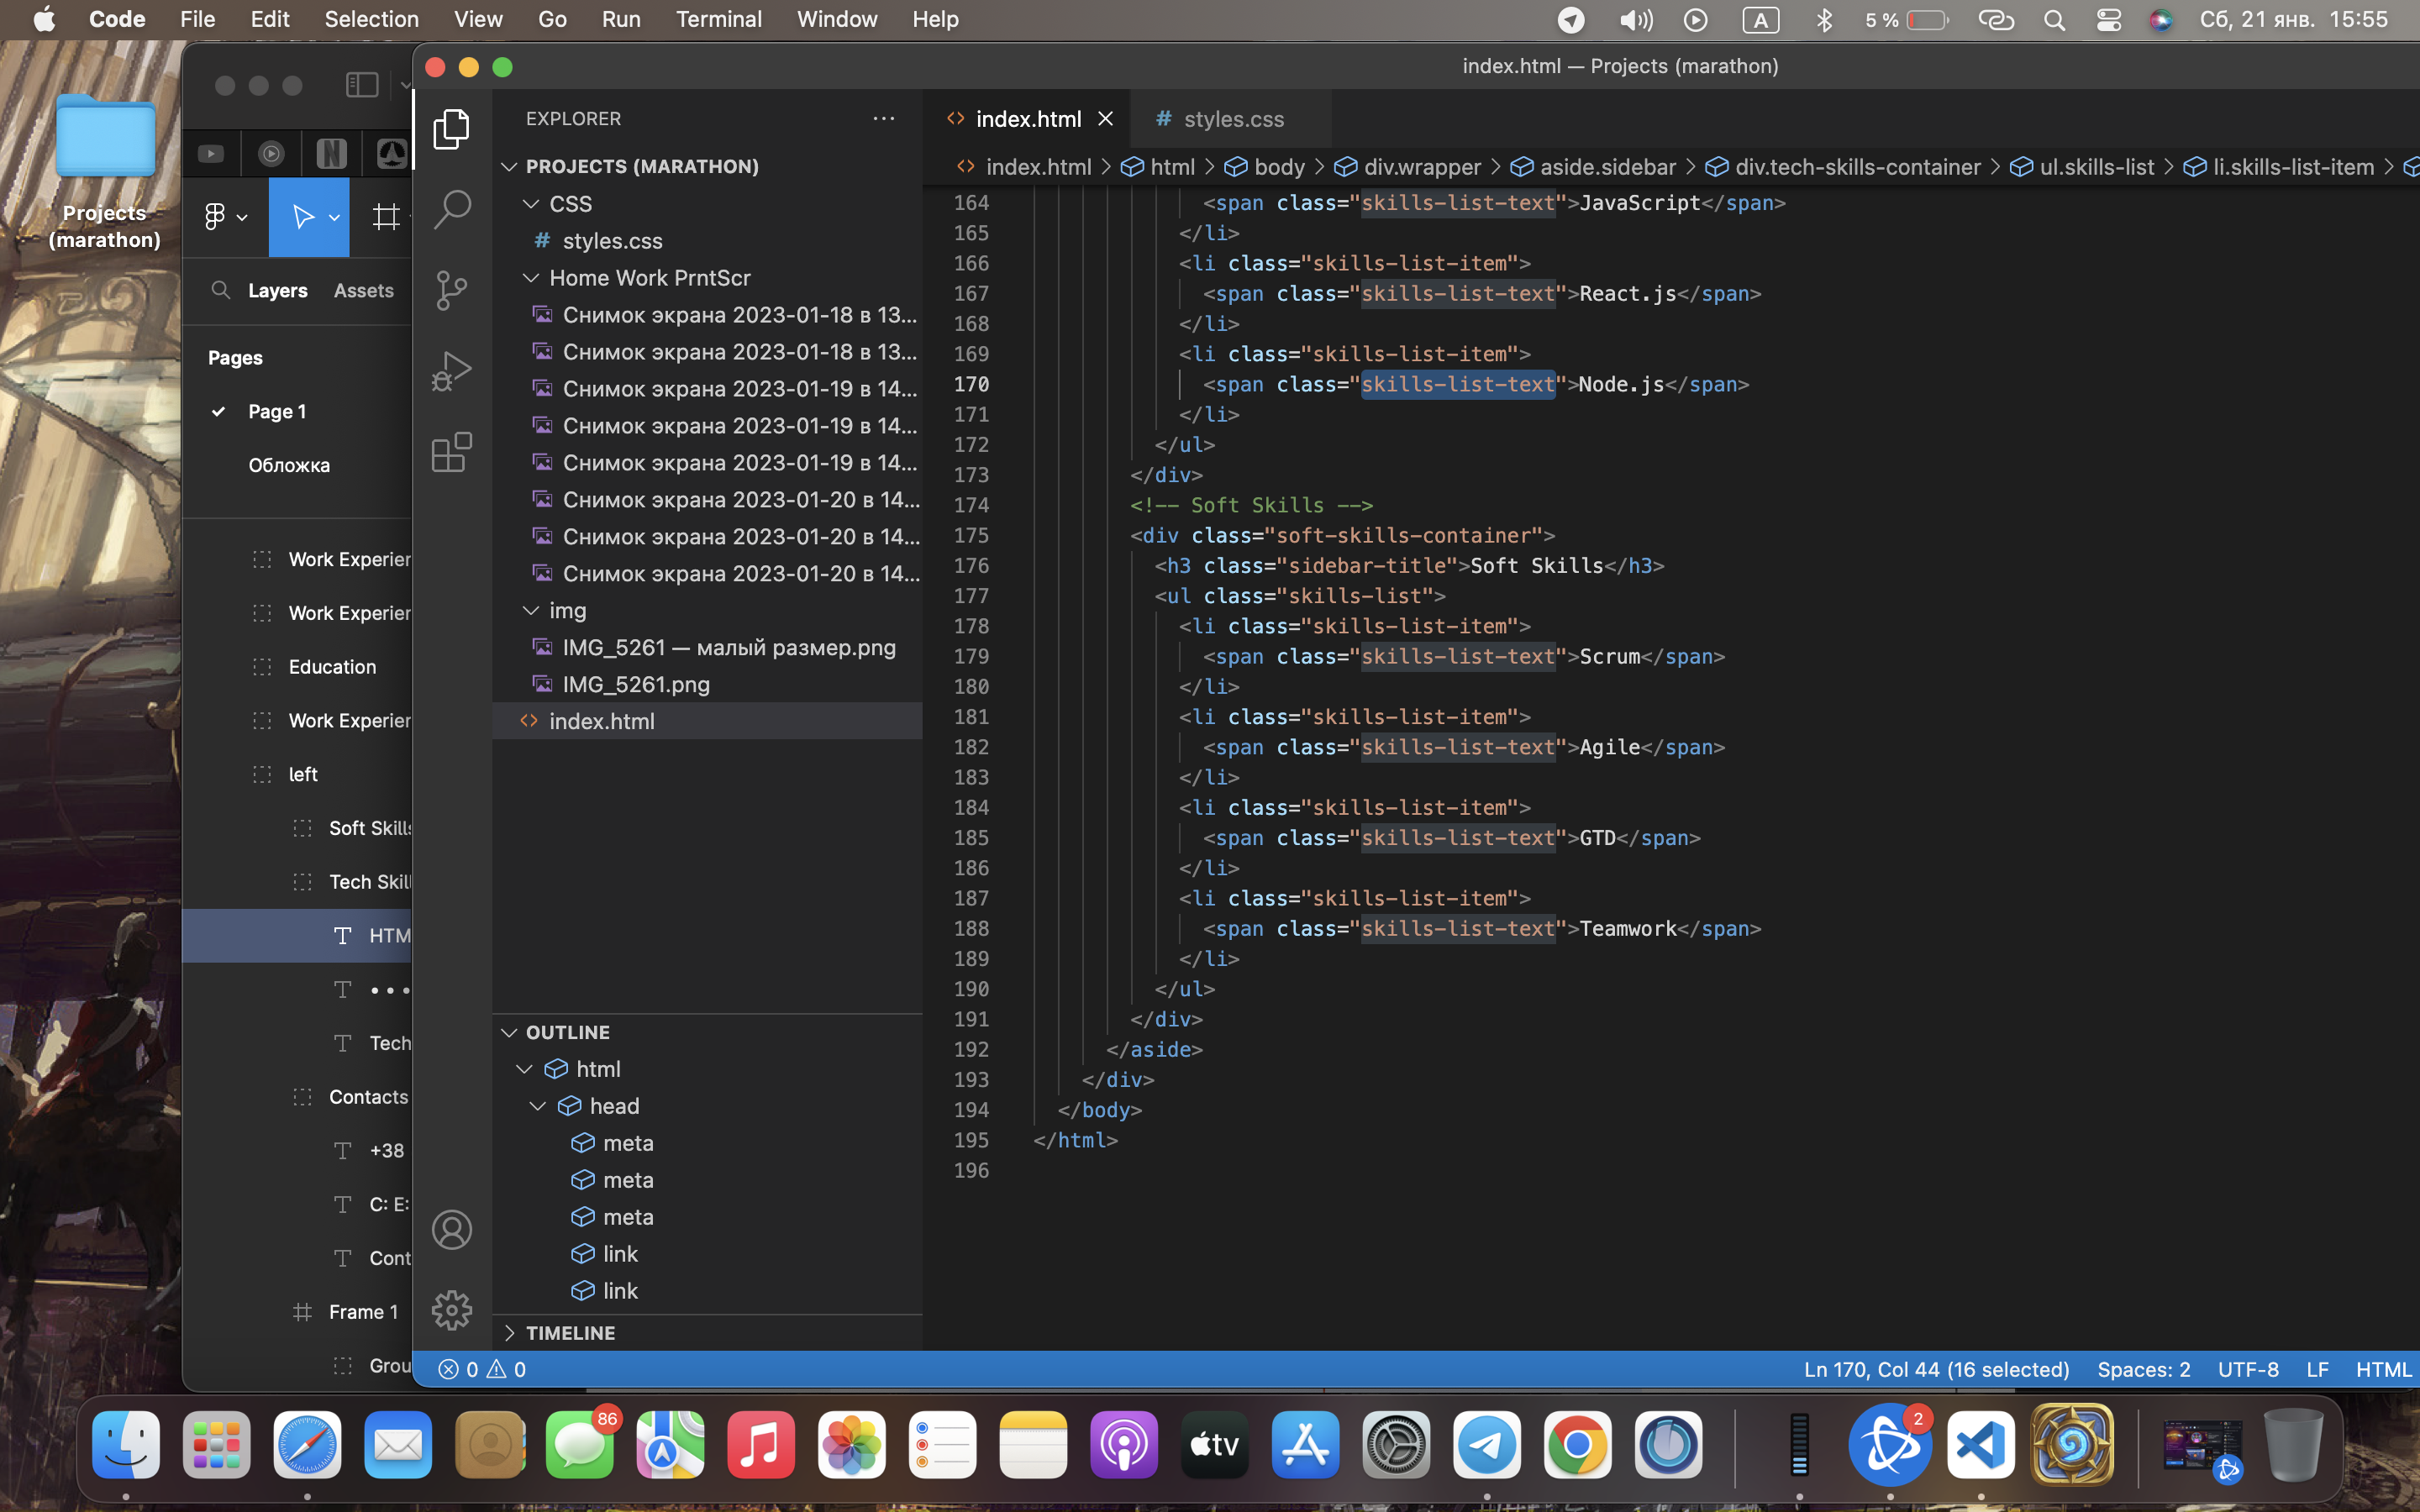 Code File Edit Selection View Go Run Terminal Window Help A 5 % Сб, 21 янв. 15:55
Projects
(marathon)
Layers Assets
Pages
Page 1
Обложка
Work Experier
Work Experier
Education
Work Experier
left
Soft Skills
Tech Skil
HTM
• • •
Tech
Contacts
+38
C: E:
Cont
Frame 1
Grou
index.html — Projects (marathon)
EXPLORER
PROJECTS (MARATHON)
CSS
# styles.css
Home Work PrntScr
Снимок экрана 2023-01-18 в 13...
Снимок экрана 2023-01-18 в 13...
Снимок экрана 2023-01-19 в 14...
Снимок экрана 2023-01-19 в 14...
Снимок экрана 2023-01-19 в 14...
Снимок экрана 2023-01-20 в 14...
Снимок экрана 2023-01-20 в 14...
Снимок экрана 2023-01-20 в 14...
img
IMG_5261 — малый размер.png
IMG_5261.png
index.html
OUTLINE
html
head
meta
meta
meta
link
link
TIMELINE
index.html # styles.css
index.html > html > body > div.wrapper > aside.sidebar > div.tech-skills-container > ul.skills-list > li.skills-list-item >
164 <span class="skills-list-text">JavaScript</span>
165 </li>
166 <li class="skills-list-item">
167 <span class="skills-list-text">React.js</span>
168 </li>
169 <li class="skills-list-item">
170 <span class="skills-list-text">Node.js</span>
171 </li>
172 </ul>
173 </div>
174 <!-- Soft Skills -->
175 <div class="soft-skills-container">
176 <h3 class="sidebar-title">Soft Skills</h3>
177 <ul class="skills-list">
178 <li class="skills-list-item">
179 <span class="skills-list-text">Scrum</span>
180 </li>
181 <li class="skills-list-item">
182 <span class="skills-list-text">Agile</span>
183 </li>
184 <li class="skills-list-item">
185 <span class="skills-list-text">GTD</span>
186 </li>
187 <li class="skills-list-item">
188 <span class="skills-list-text">Teamwork</span>
189 </li>
190 </ul>
191 </div>
192 </aside>
193 </div>
194 </body>
195 </html>
196
0 0 Ln 170, Col 44 (16 selected) Spaces: 2 UTF-8 LF HTML
86 tv 2